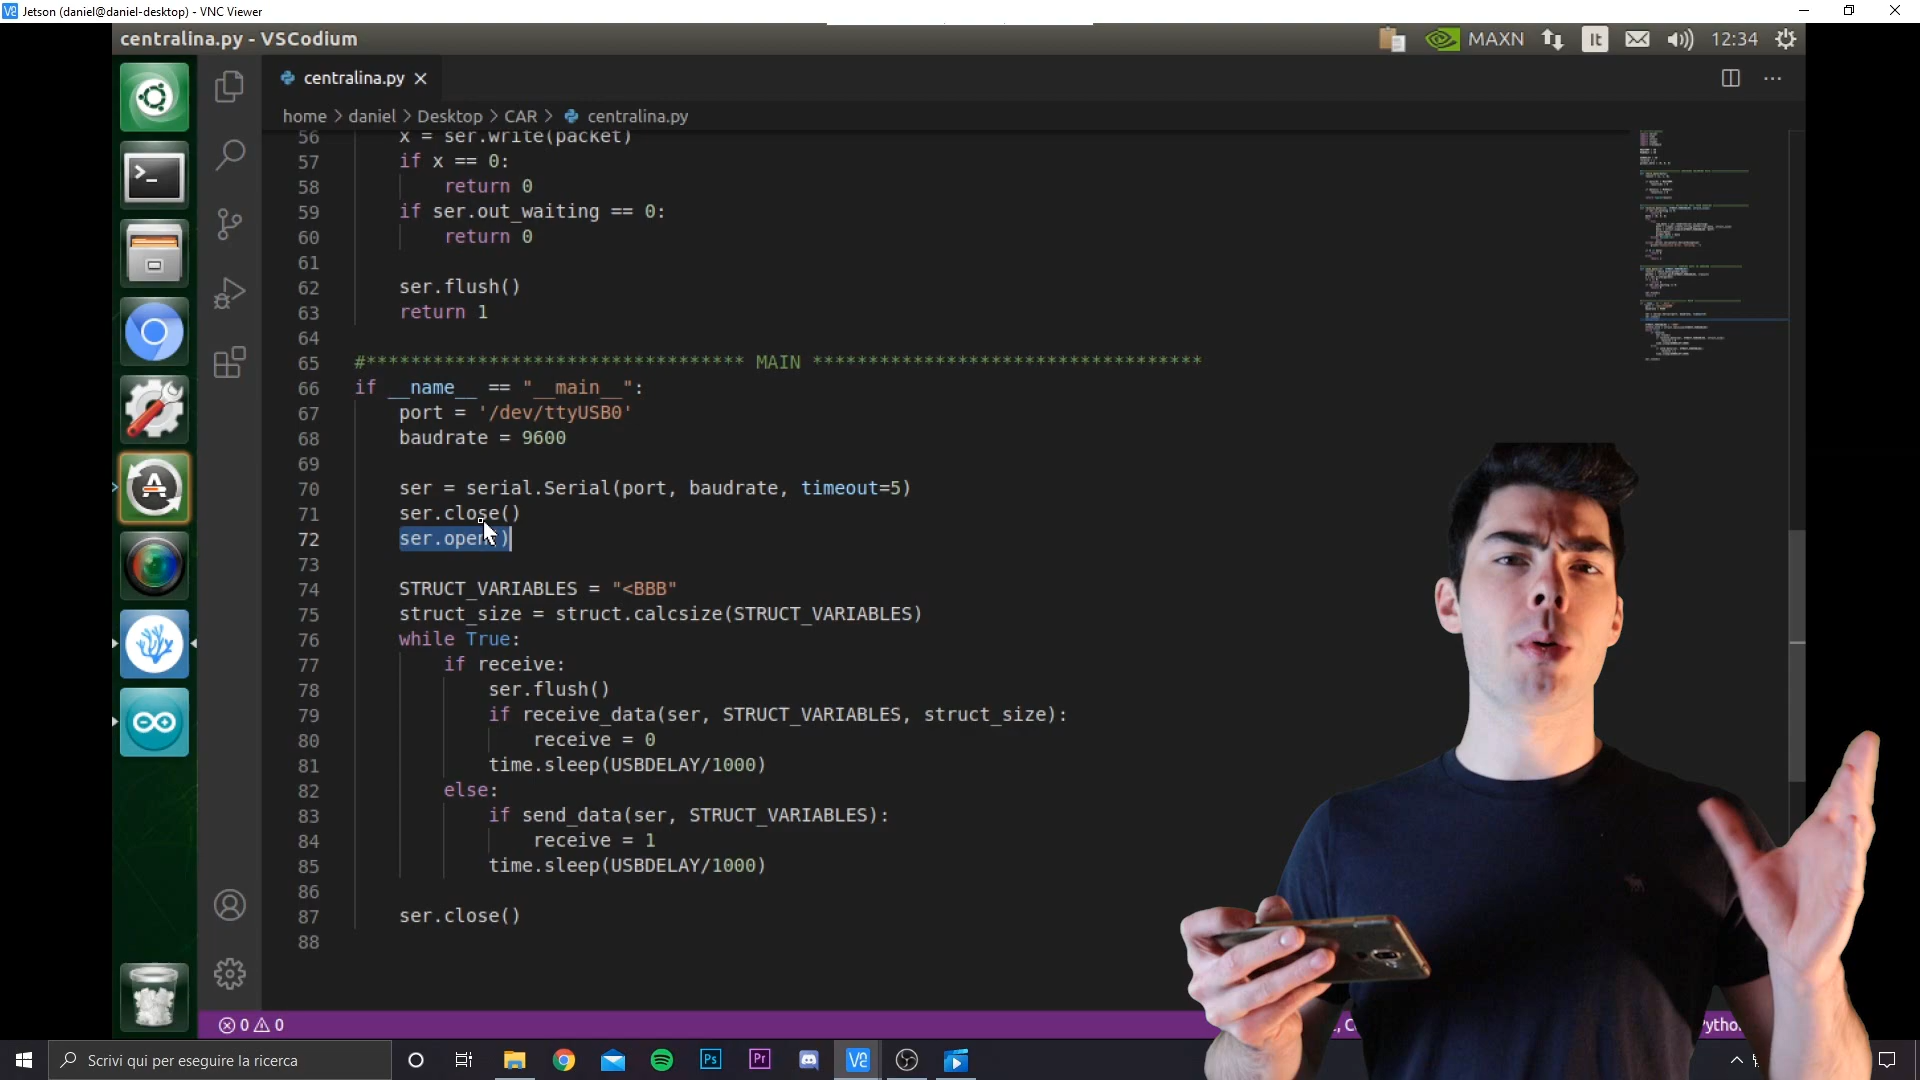 Jetson (daniel@daniel-desktop) - VNC Viewer
centralina.py - VSCodium
MAXN
It
12:34
centralina.py
home > daniel > Desktop > CAR > centralina.py
56 x = ser.write(packet)
57 if x == 0:
58 return 0
59 if ser.out_waiting == 0:
60 return 0
61
62 ser.flush()
63 return 1
64
65 #********************************** MAIN ***********************************
66 if __name__ == "__main__":
67 port = '/dev/ttyUSB0'
68 baudrate = 9600
69
70 ser = serial.Serial(port, baudrate, timeout=5)
71 ser.close()
72 ser.open()
73
74 STRUCT_VARIABLES = "<BBB"
75 struct_size = struct.calcsize(STRUCT_VARIABLES)
76 while True:
77 if receive:
78 ser.flush()
79 if receive_data(ser, STRUCT_VARIABLES, struct_size):
80 receive = 0
81 time.sleep(USBDELAY/1000)
82 else:
83 if send_data(ser, STRUCT_VARIABLES):
84 receive = 1
85 time.sleep(USBDELAY/1000)
86
87 ser.close()
88
0 0
Scrivi qui per eseguire la ricerca
Ps
Pr